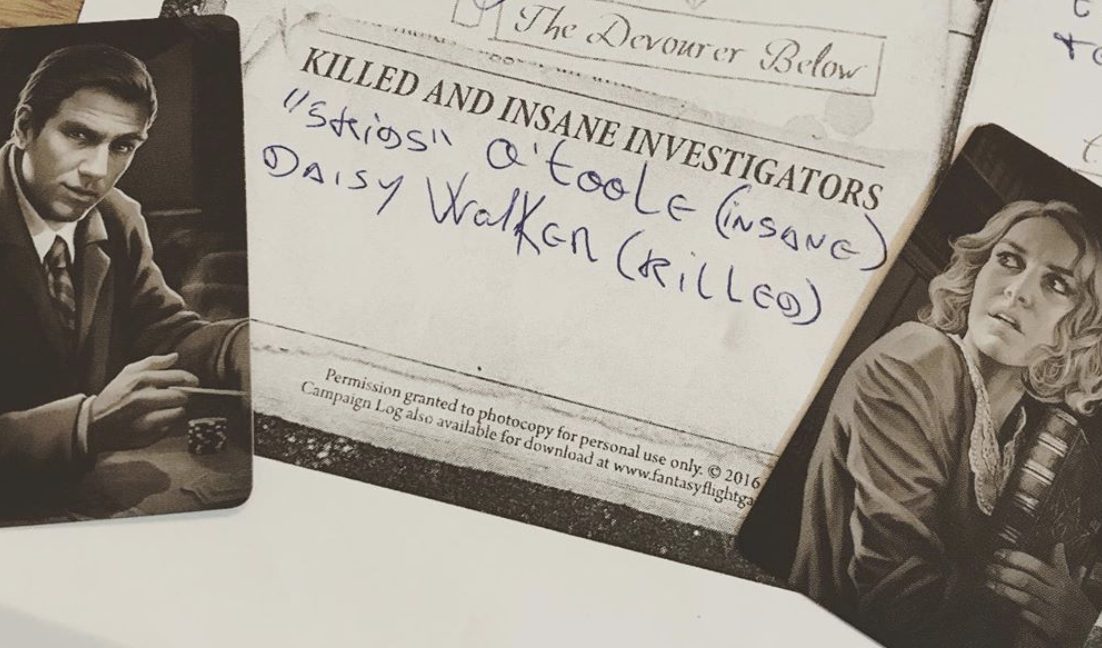 The Devourer Below
KILLED AND INSANE INVESTIGATORS
"Skids" O'tooLE (iNSANE)
DAiSY WalKER (KiLLED)
Permission granted to photocopy for personal use only. © 2016
Campaign Log also available for download at www.fantasyflightga